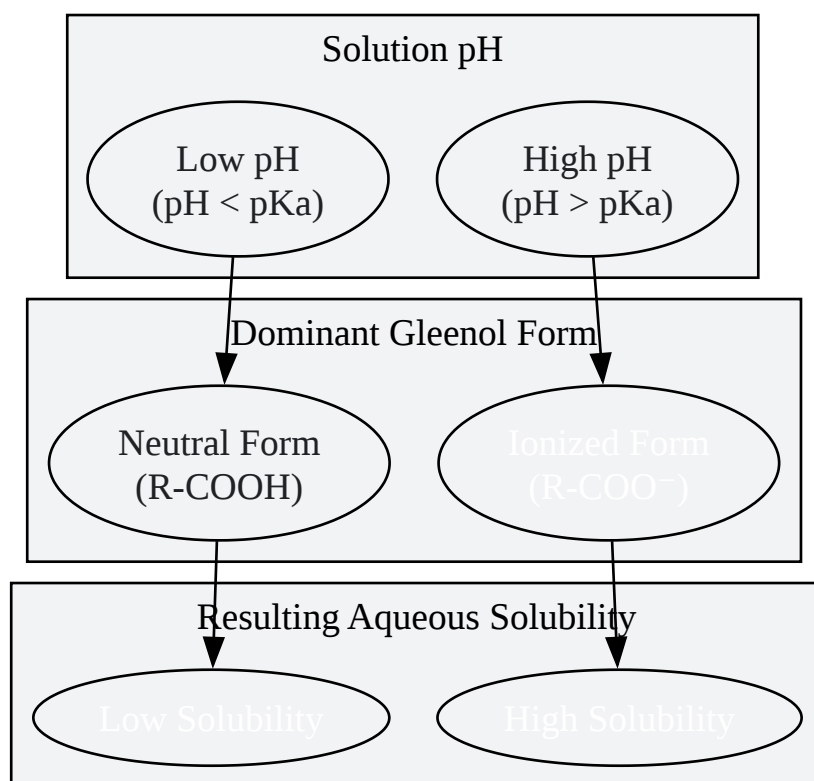 Solution pH
Low pH
(pH < pKa)
High pH
(pH > pKa)
Dominant Gleenol Form
Neutral Form
(R-COOH)
Ionized Form
(R-COO⁻)
Resulting Aqueous Solubility
Low Solubility
High Solubility